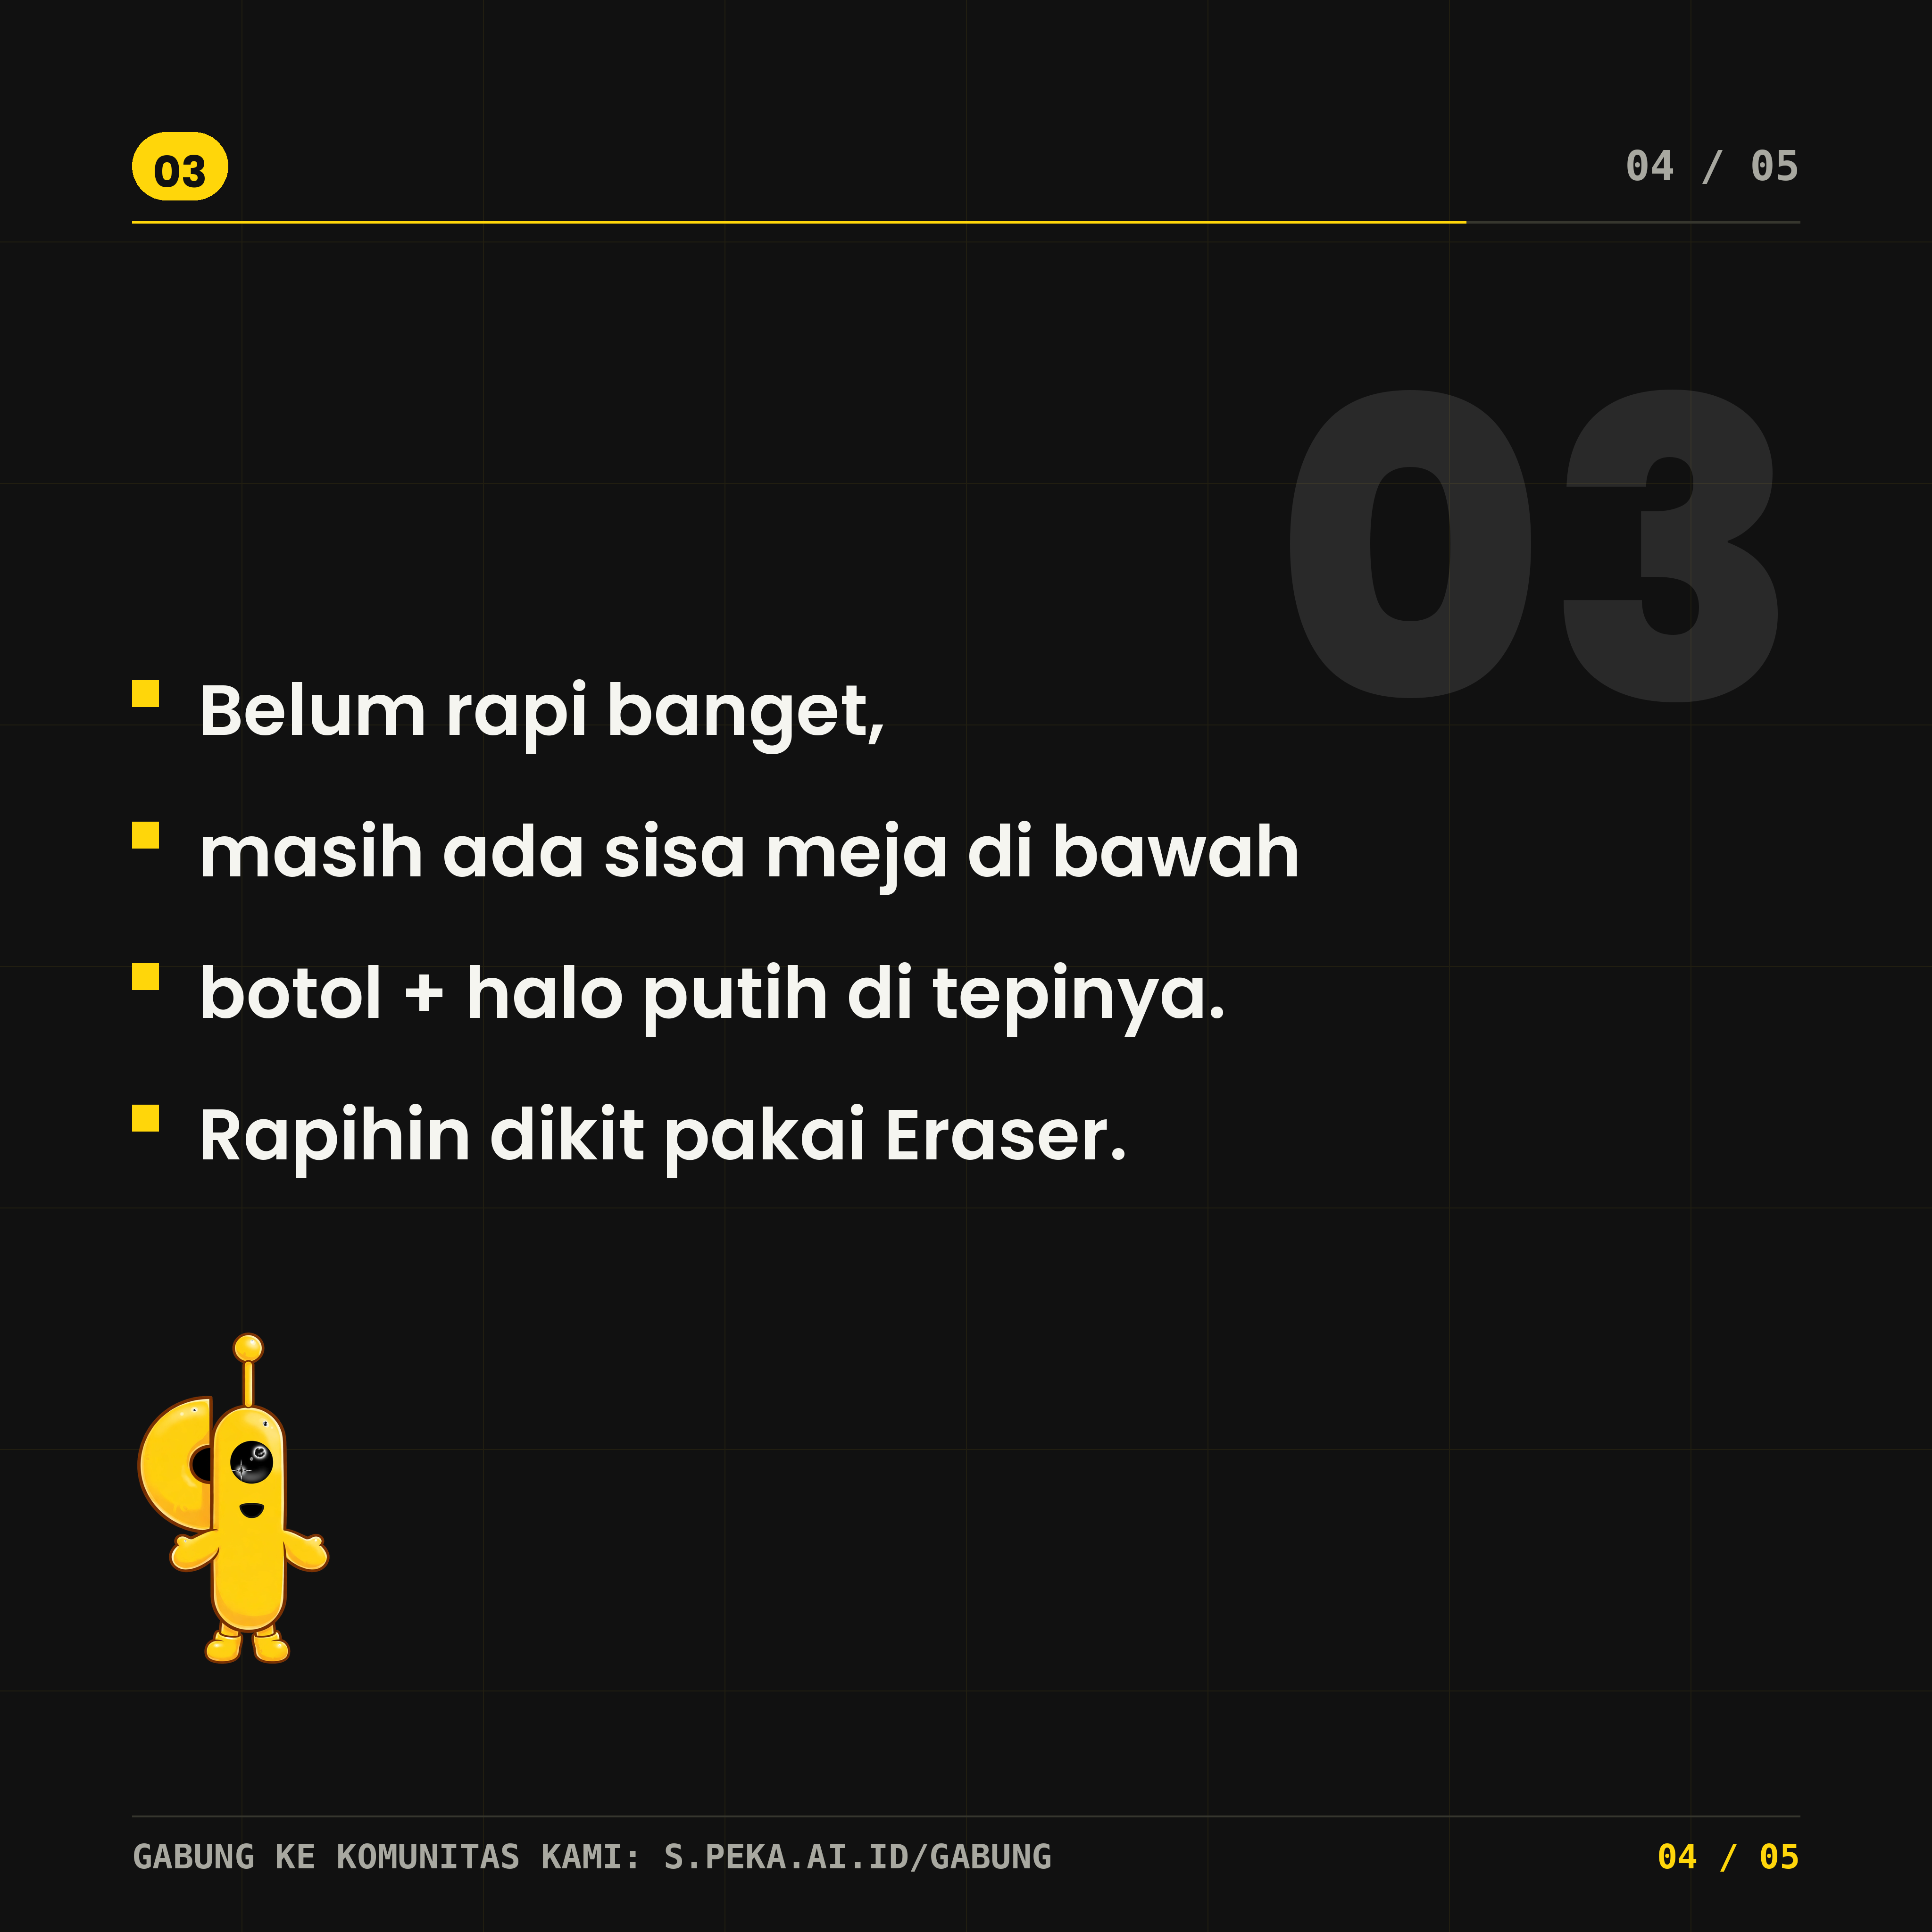 03
04 / 05
03
Belum rapi banget,
masih ada sisa meja di bawah
botol + halo putih di tepinya.
Rapihin dikit pakai Eraser.
GABUNG KE KOMUNITAS KAMI: S.PEKA.AI.ID/GABUNG
04 / 05